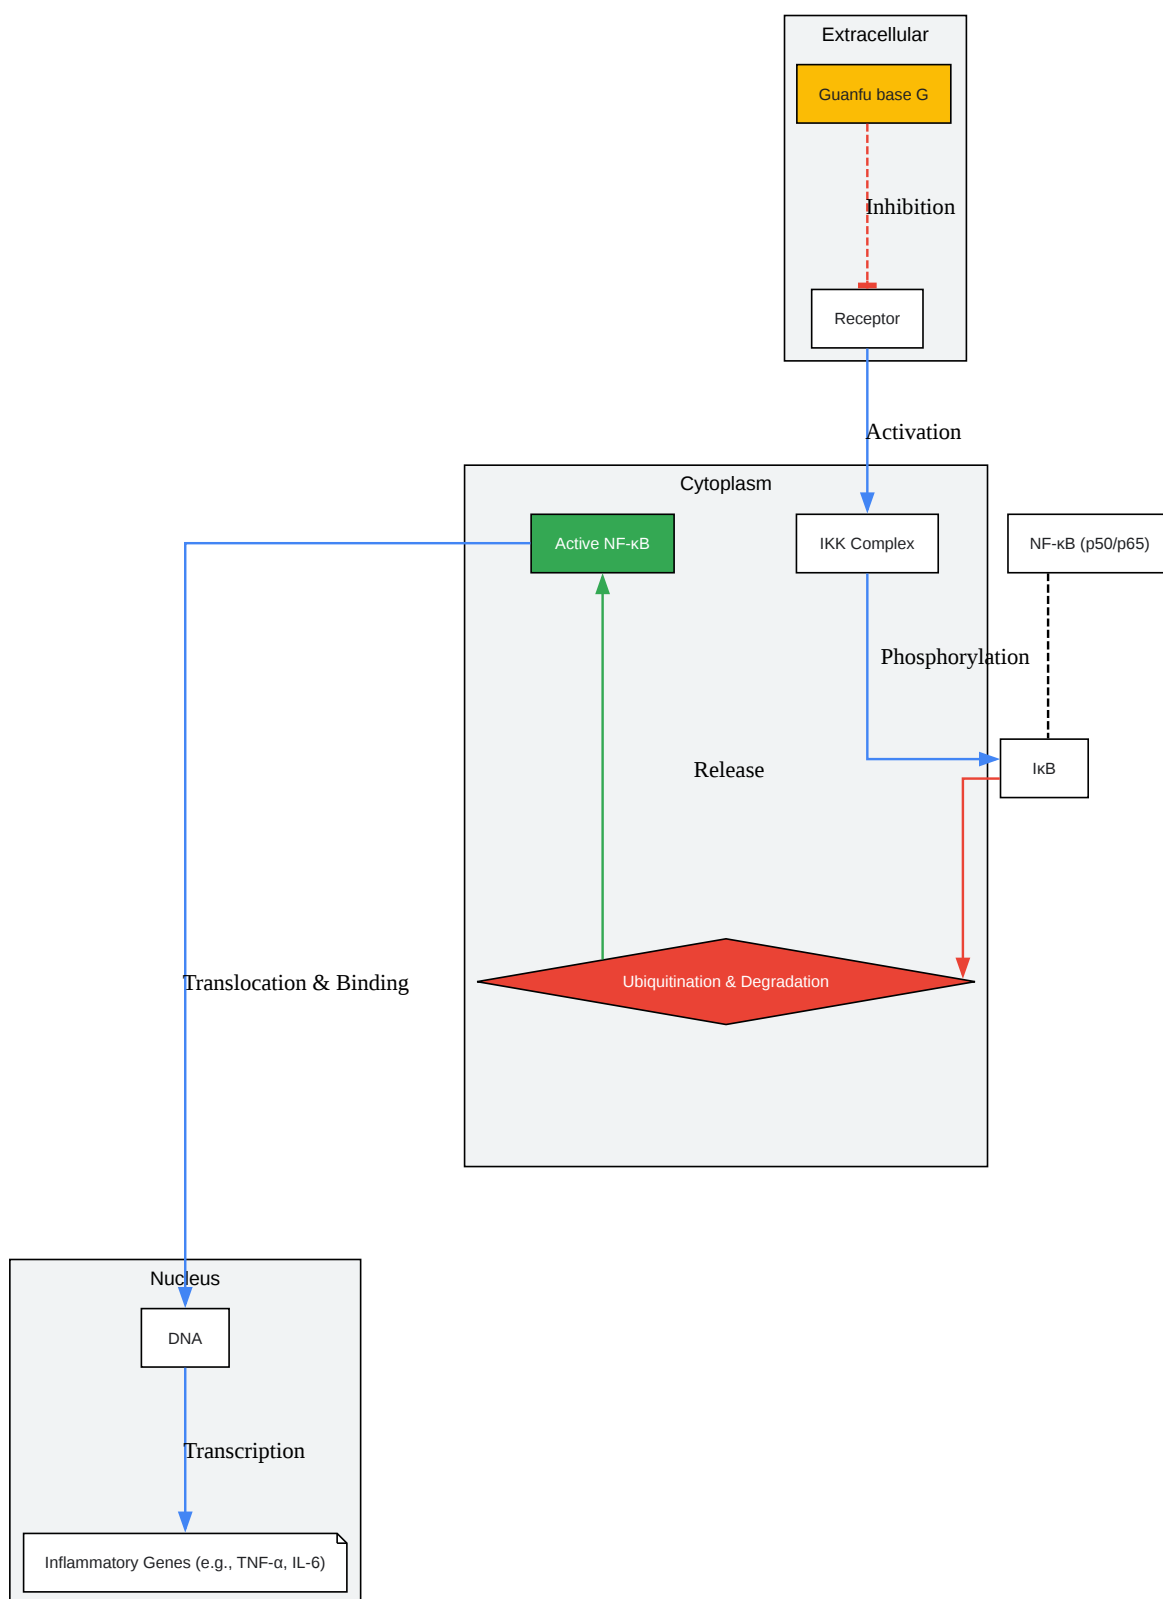 Extracellular
Guanfu base G
Inhibition
Receptor
Activation
Cytoplasm
Active NF-κB
IKK Complex
NF-κB (p50/p65)
Phosphorylation
Release
IκB
Ubiquitination & Degradation
Translocation & Binding
Nucleus
DNA
Transcription
Inflammatory Genes (e.g., TNF-α, IL-6)